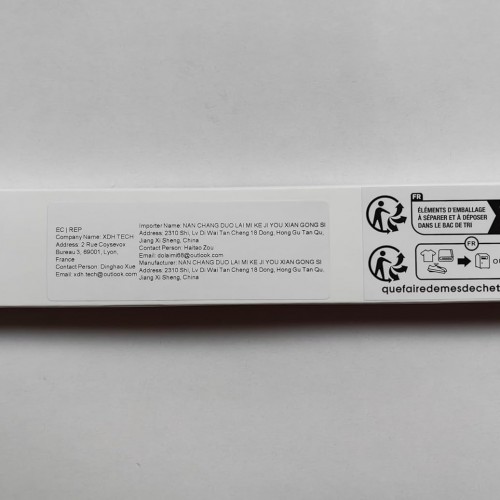 EC | REP
Company Name: XDH TECH
Address: 2 Rue Coysevox
Bureau 3, 69001, Lyon,
France
Contact Person: Dinghao Xue
Email: xdh.tech@outlook.com
Importer Name: NAN CHANG DUO LAI MI KE JI YOU XIAN GONG SI
Address: 2310 Shi, Lv Di Wai Tan Cheng 18 Dong, Hong Gu Tan Qu,
Jiang Xi Sheng, China
Contact Person: Haitao Zou
Email: dolaimi66@outlook.com
Manufacturer: NAN CHANG DUO LAI MI KE JI YOU XIAN GONG SI
Address: 2310 Shi, Lv Di Wai Tan Cheng 18 Dong, Hong Gu Tan Qu,
Jiang Xi Sheng, China
FR
ÉLÉMENTS D'EMBALLAGE
À SÉPARER ET À DÉPOSER
DANS LE BAC DE TRI
FR
OU
quefairedemesdechet